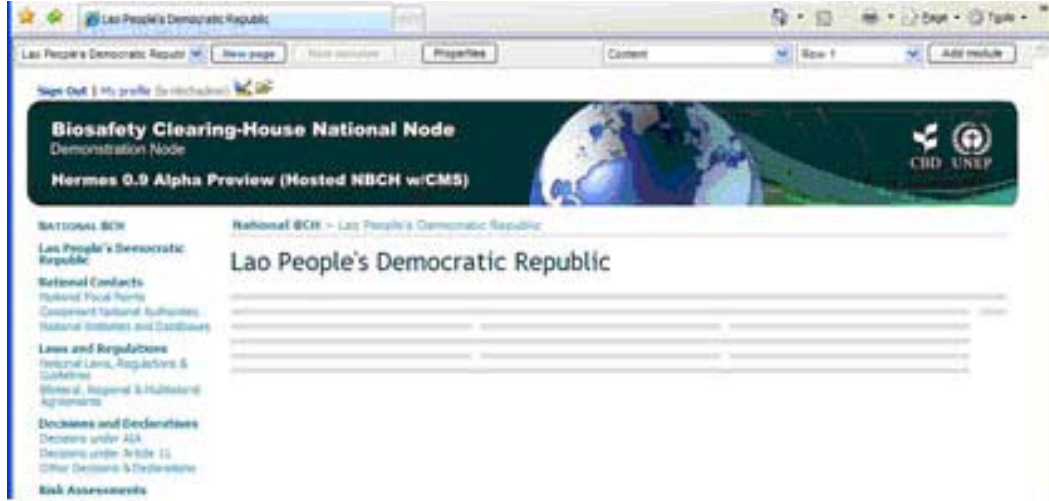 Lao People's Democratic Republic
Page Tools
Lao People's Democratic Republi New page Properties Content Row 1 Add module
Sign Out | My profile
Biosafety Clearing-House National Node
Demonstration Node
Hermes 0.9 Alpha Preview (Hosted NBCH w/CMS)
CBD UNEP
NATIONAL BCH
National BCH > Lao People's Democratic Republic
Lao People's Democratic
Republic
Lao People's Democratic Republic
National Contacts
National Focal Points
Competent National Authorities
National Websites and Databases
Laws and Regulations
National Laws, Regulations &
Guidelines
Bilateral, Regional & Multilateral
Agreements
Decisions and Declarations
Decisions under AIA
Decisions under Article 11
Other Decisions & Declarations
Risk Assessments